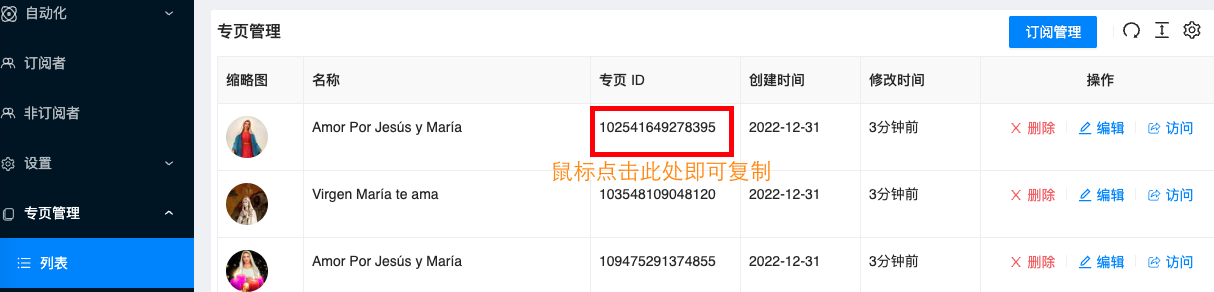 自动化
订阅者
非订阅者
设置
专页管理
列表
专页管理
订阅管理
缩略图 名称 专页 ID 创建时间 修改时间 操作
Amor Por Jesús y María 102541649278395 2022-12-31 3分钟前 删除 编辑 访问
鼠标点击此处即可复制
Virgen María te ama 103548109048120 2022-12-31 3分钟前 删除 编辑 访问
Amor Por Jesús y María 109475291374855 2022-12-31 3分钟前 删除 编辑 访问